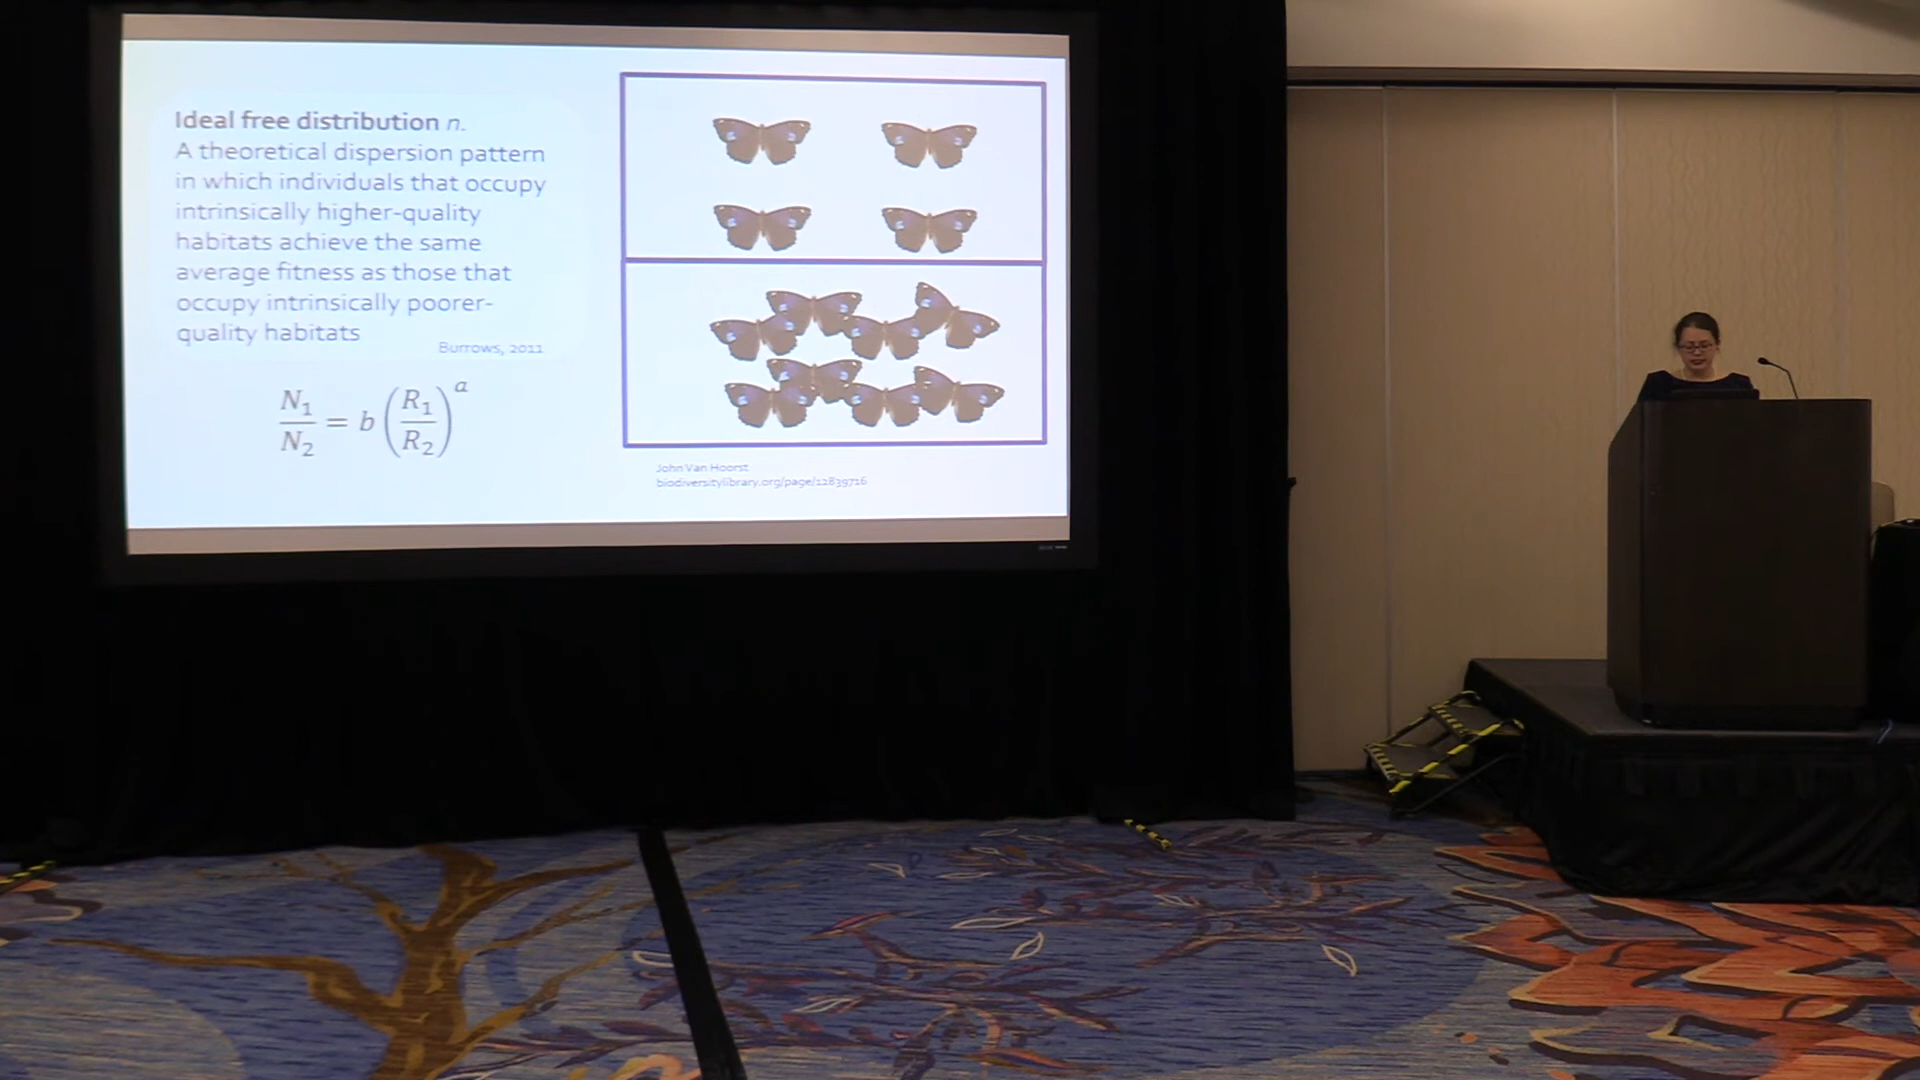 Ideal free distribution n.
A theoretical dispersion pattern
in which individuals that occupy
intrinsically higher-quality
habitats achieve the same
average fitness as those that
occupy intrinsically poorer-
quality habitats
Burrows, 2011
N₁/N₂ = b(R₁/R₂)ᵃ
John Van Hoorst
biodiversitylibrary.org/page/12839716